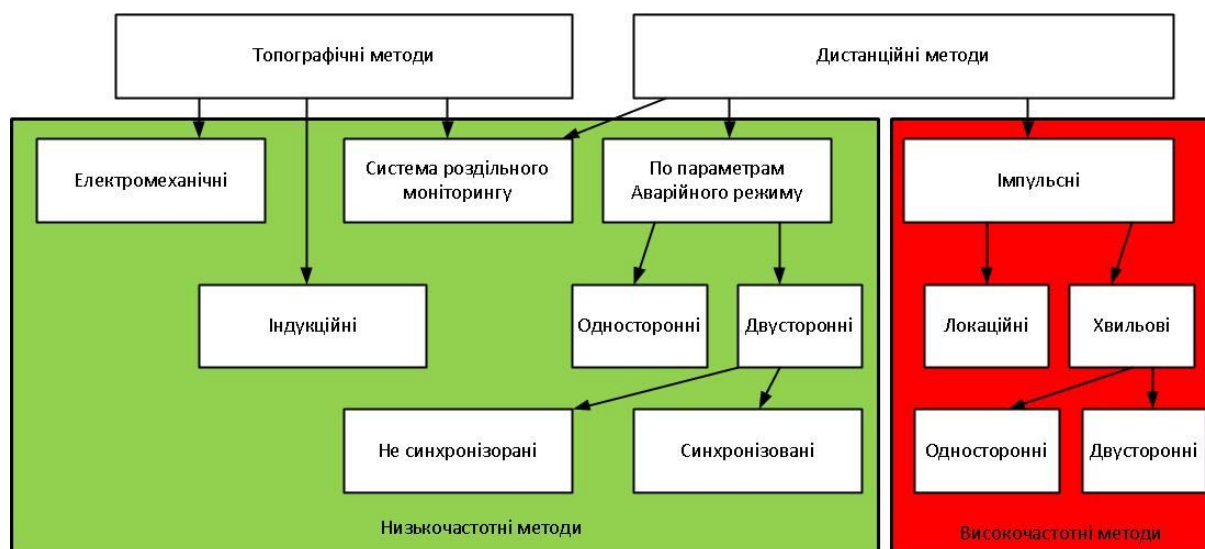 Топографічні методи
Дистанційні методи
Електромеханічні
Система роздільного
моніторингу
По параметрам
Аварійного режиму
Імпульсні
Індукційні
Односторонні
Двусторонні
Локаційні
Хвильові
Не синхронізорані
Синхронізовані
Односторонні
Двусторонні
Низькочастотні методи
Високочастотні методи